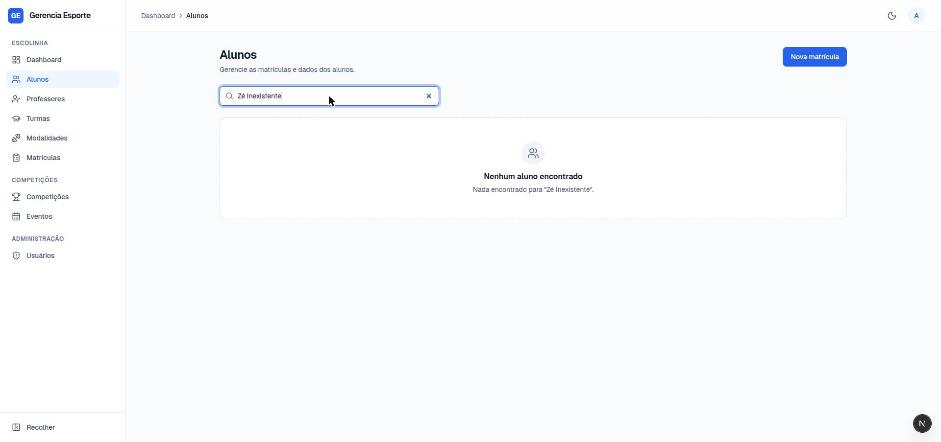 GE Gerencia Esporte
Dashboard > Alunos
A
ESCOLINHA
Dashboard
Alunos
Professores
Turmas
Modalidades
Matrículas
COMPETIÇÕES
Competições
Eventos
ADMINISTRAÇÃO
Usuários
Recolher
Alunos
Gerencie as matrículas e dados dos alunos.
Nova matrícula
Zé Inexistente
Nenhum aluno encontrado
Nada encontrado para "Zé Inexistente".
N